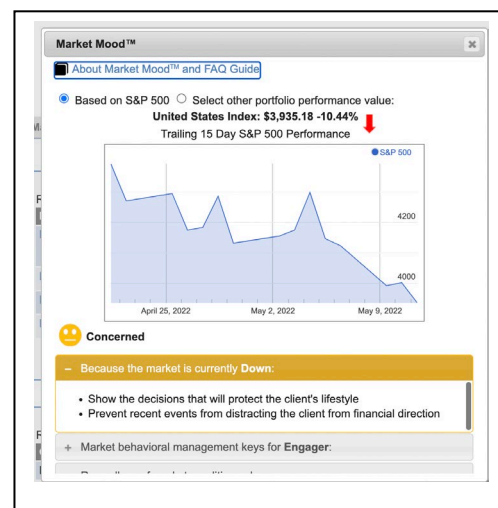 Market Mood™
About Market Mood™ and FAQ Guide
Based on S&P 500 Select other portfolio performance value:
United States Index: $3,935.18 -10.44%
Trailing 15 Day S&P 500 Performance
S&P 500
4200
4000
April 25, 2022 May 2, 2022 May 9, 2022
Concerned
− Because the market is currently Down:
• Show the decisions that will protect the client's lifestyle
• Prevent recent events from distracting the client from financial direction
+ Market behavioral management keys for Engager: